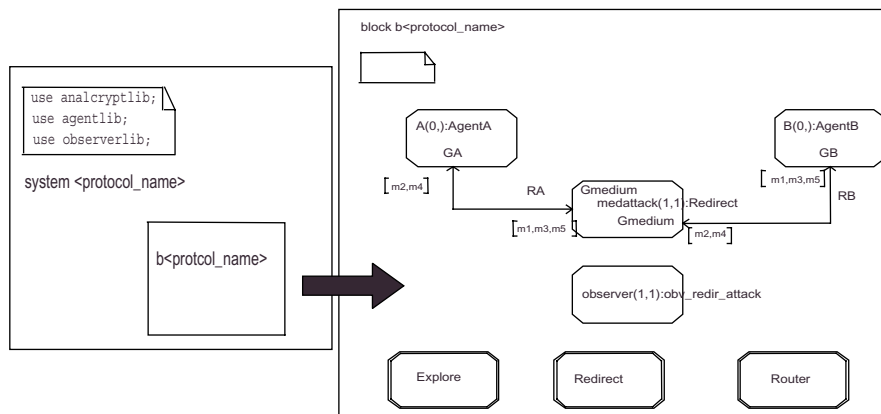 use analcryptlib;
use agentlib;
use observerlib;
system <protocol_name>
b<protcol_name>
block b<protocol_name>
A(0,):AgentA
GA
[m2,m4]
RA
[m1,m3,m5]
Gmedium
medattack(1,1):Redirect
Gmedium
B(0,):AgentB
GB
[m1,m3,m5]
RB
[m2,m4]
observer(1,1):obv_redir_attack
Explore
Redirect
Router